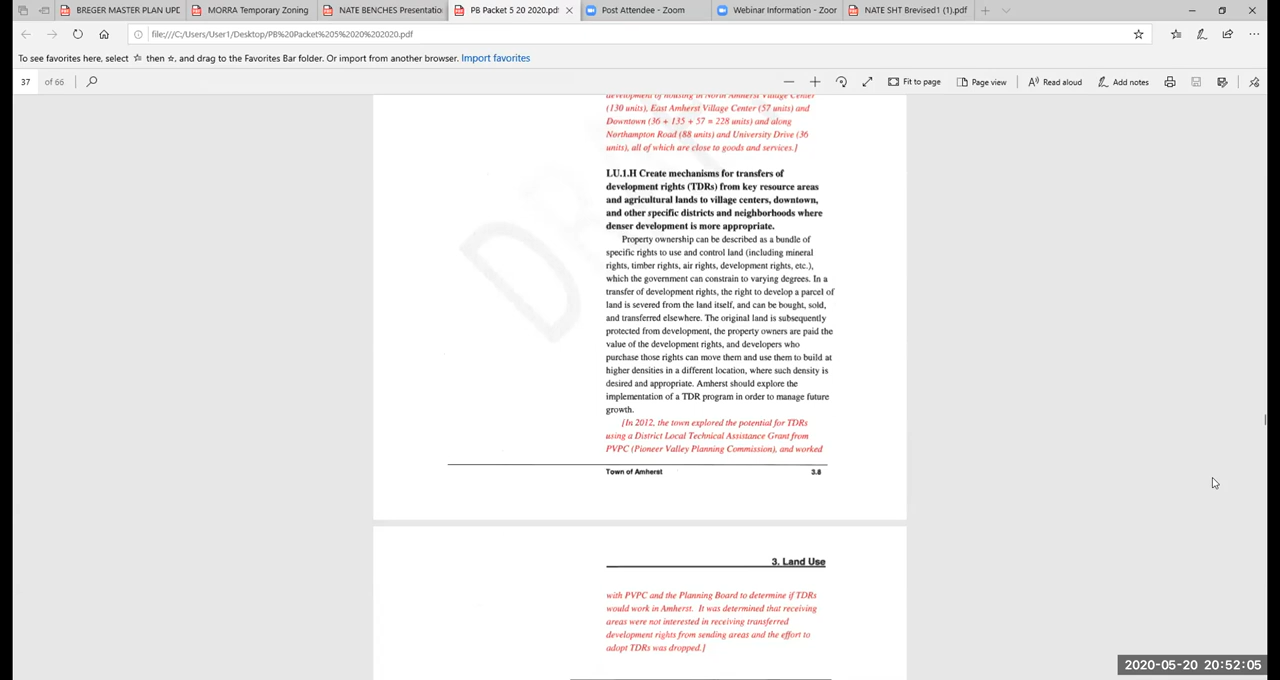 BREGER MASTER PLAN UPD
MORRA Temporary Zoning
NATE BENCHES Presentatio
PB Packet 5 20 2020.pdf
Post Attendee - Zoom
Webinar Information - Zoor
NATE SHT Brevised1 (1).pdf
file:///C:/Users/User1/Desktop/PB%20Packet%205%2020%202020.pdf
To see favorites here, select ☆ then ☆, and drag to the Favorites Bar folder. Or import from another browser. Import favorites
37 of 66
Fit to page
Page view
Read aloud
Add notes
development of housing in North Amherst Village Center
(130 units), East Amherst Village Center (57 units) and
Downtown (36 + 135 + 57 = 228 units) and along
Northampton Road (88 units) and University Drive (36
units), all of which are close to goods and services.]
LU.1.H Create mechanisms for transfers of
development rights (TDRs) from key resource areas
and agricultural lands to village centers, downtown,
and other specific districts and neighborhoods where
denser development is more appropriate.
Property ownership can be described as a bundle of
specific rights to use and control land (including mineral
rights, timber rights, air rights, development rights, etc.),
which the government can constrain to varying degrees. In a
transfer of development rights, the right to develop a parcel of
land is severed from the land itself, and can be bought, sold,
and transferred elsewhere. The original land is subsequently
protected from development, the property owners are paid the
value of the development rights, and developers who
purchase those rights can move them and use them to build at
higher densities in a different location, where such density is
desired and appropriate. Amherst should explore the
implementation of a TDR program in order to manage future
growth.
[In 2012, the town explored the potential for TDRs
using a District Local Technical Assistance Grant from
PVPC (Pioneer Valley Planning Commission), and worked
Town of Amherst 3.8
3. Land Use
with PVPC and the Planning Board to determine if TDRs
would work in Amherst. It was determined that receiving
areas were not interested in receiving transferred
development rights from sending areas and the effort to
adopt TDRs was dropped.]
2020-05-20 20:52:05